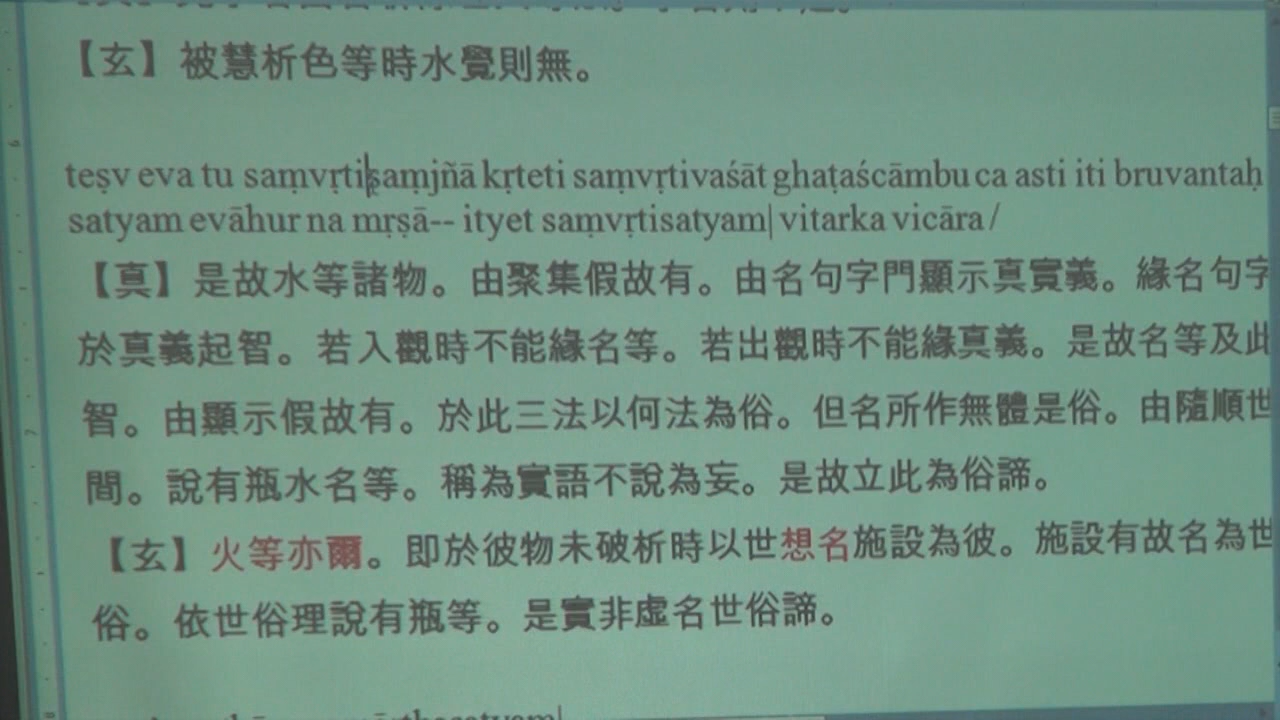 【玄】被慧析色等時水覺則無。
teṣv eva tu saṃvṛtisaṃjñā kṛteti saṃvṛtivaśāt ghaṭaścāmbu ca asti iti bruvantaḥ
satyam evāhur na mṛṣā-- ityet saṃvṛtisatyam| vitarka vicāra /
【真】是故水等諸物。由聚集假故有。由名句字門顯示真實義。緣名句字
於真義起智。若入觀時不能緣名等。若出觀時不能緣真義。是故名等及此
智。由顯示假故有。於此三法以何法為俗。但名所作無體是俗。由隨順世
間。說有瓶水名等。稱為實語不說為妄。是故立此為俗諦。
【玄】火等亦爾。即於彼物未破析時以世想名施設為彼。施設有故名為世
俗。依世俗理說有瓶等。是實非虛名世俗諦。